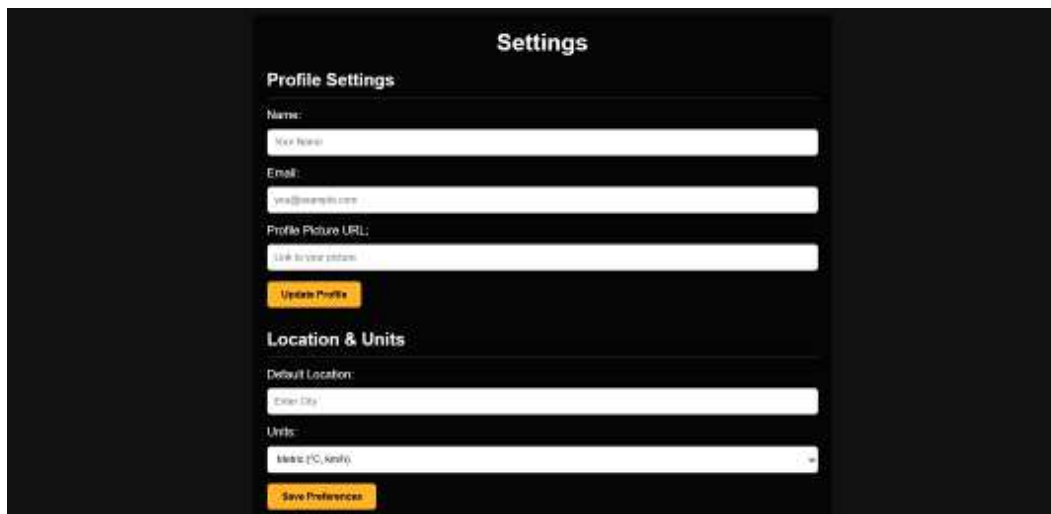 Settings
Profile Settings
Name:
Your Name
Email:
you@example.com
Profile Picture URL:
Link to your picture
Update Profile
Location & Units
Default Location:
Enter City
Units:
Metric (°C, km/h)
Save Preferences